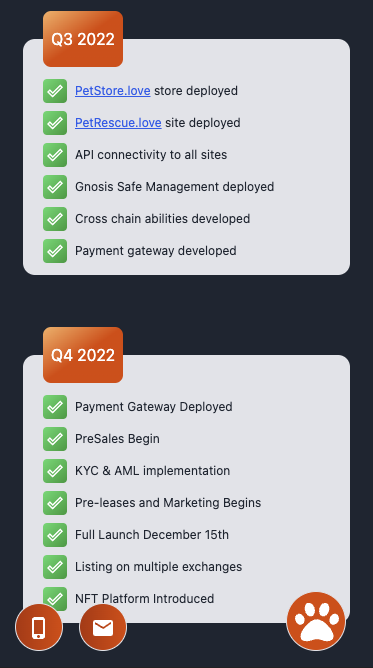 Q3 2022
PetStore.love store deployed
PetRescue.love site deployed
API connectivity to all sites
Gnosis Safe Management deployed
Cross chain abilities developed
Payment gateway developed
Q4 2022
Payment Gateway Deployed
PreSales Begin
KYC & AML implementation
Pre-leases and Marketing Begins
Full Launch December 15th
Listing on multiple exchanges
NFT Platform Introduced